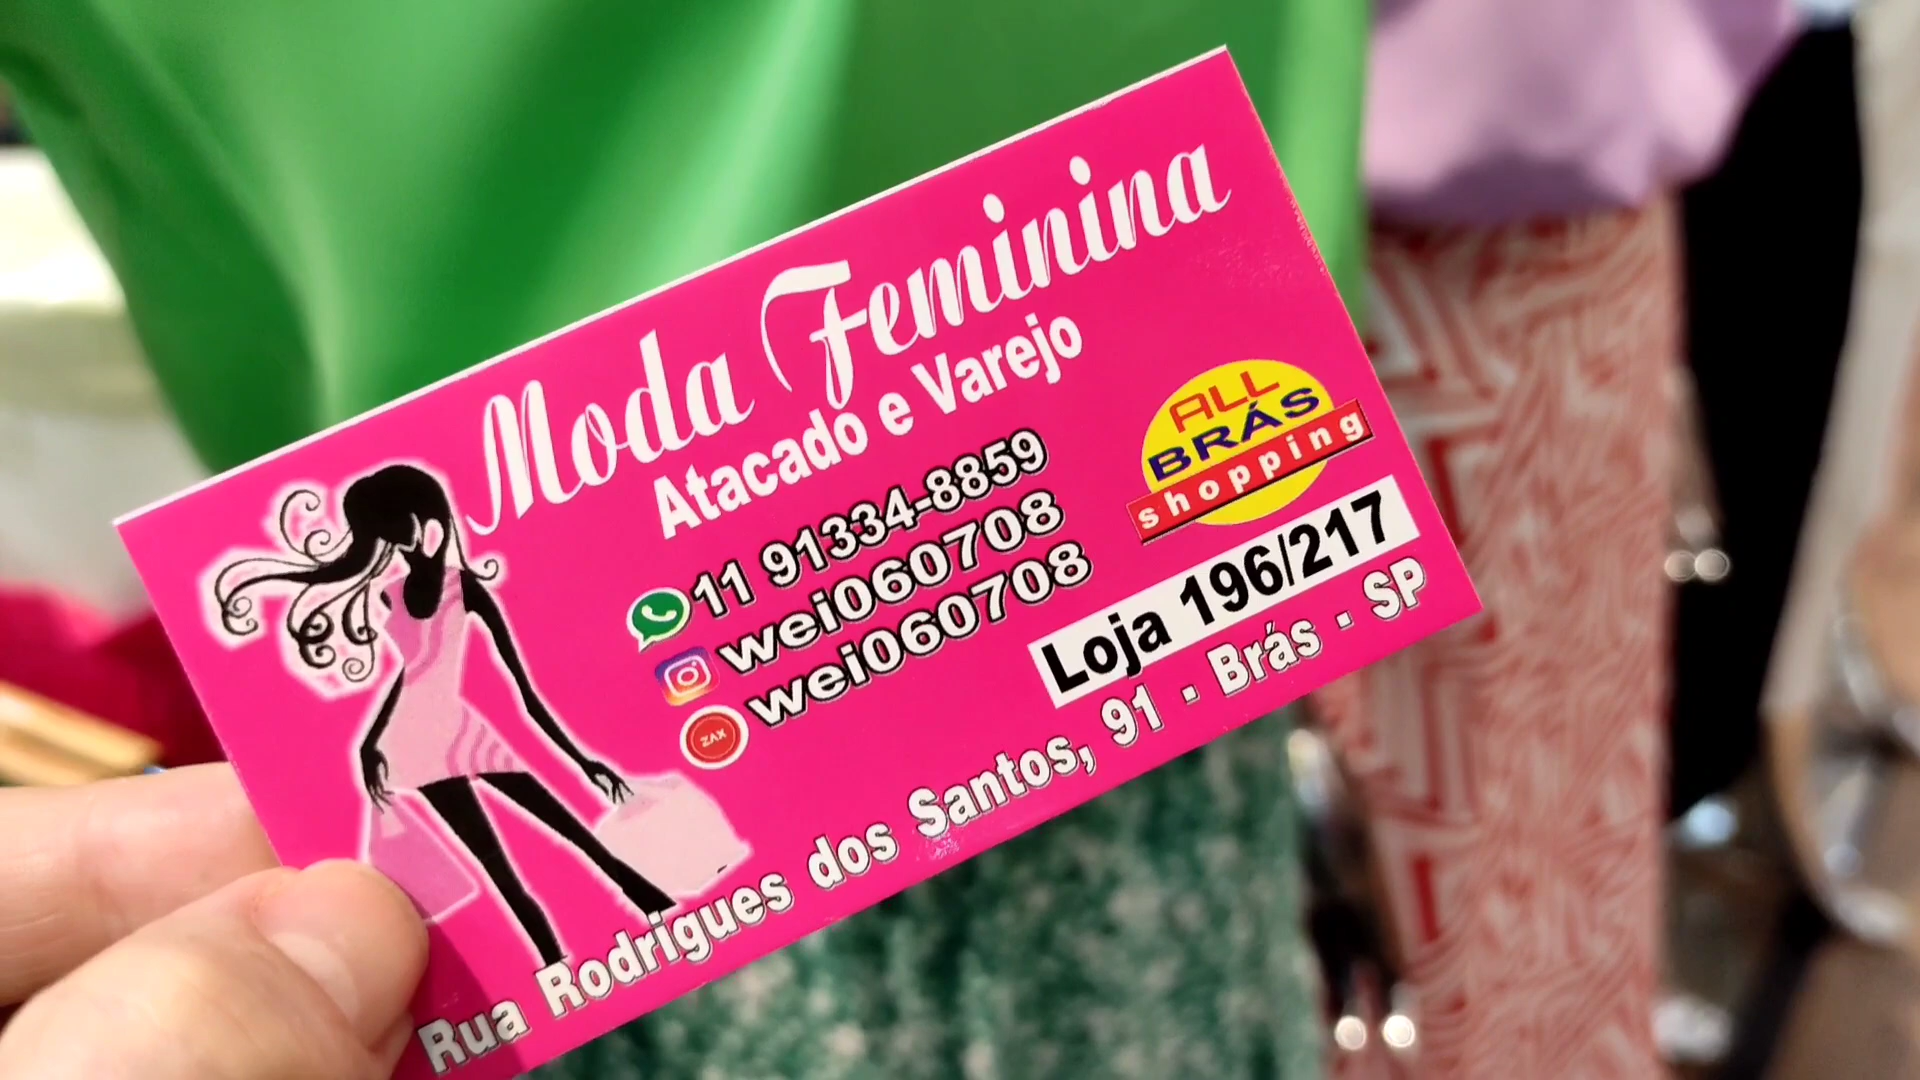 Moda Feminina
Atacado e Varejo
11 91334-8859
wei060708
ZAX
wei060708
ALL
BRÁS
shopping
Loja 196/217
Rua Rodrigues dos Santos, 91 · Brás · SP